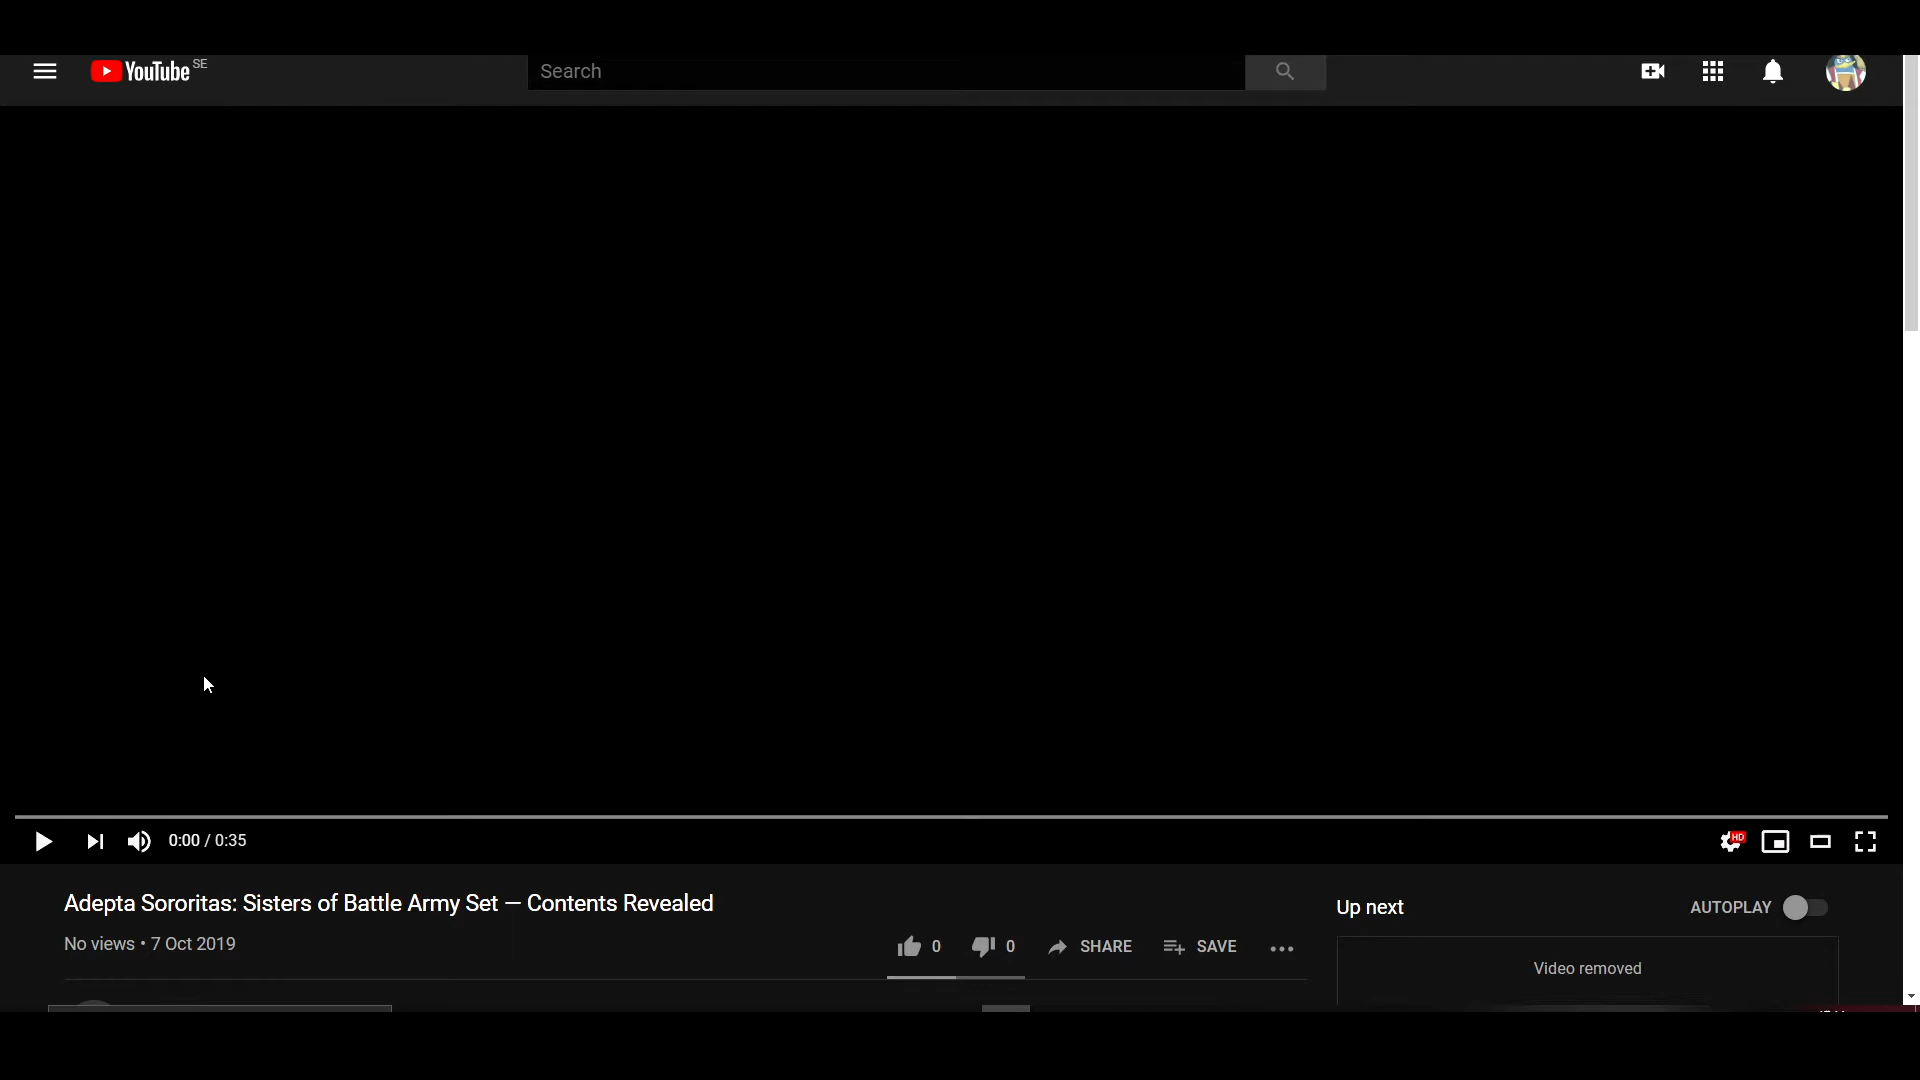 YouTube SE
Search
0:00 / 0:35
HD
Adepta Sororitas: Sisters of Battle Army Set — Contents Revealed
No views • 7 Oct 2019
0
0
SHARE
SAVE
Up next
AUTOPLAY
Video removed